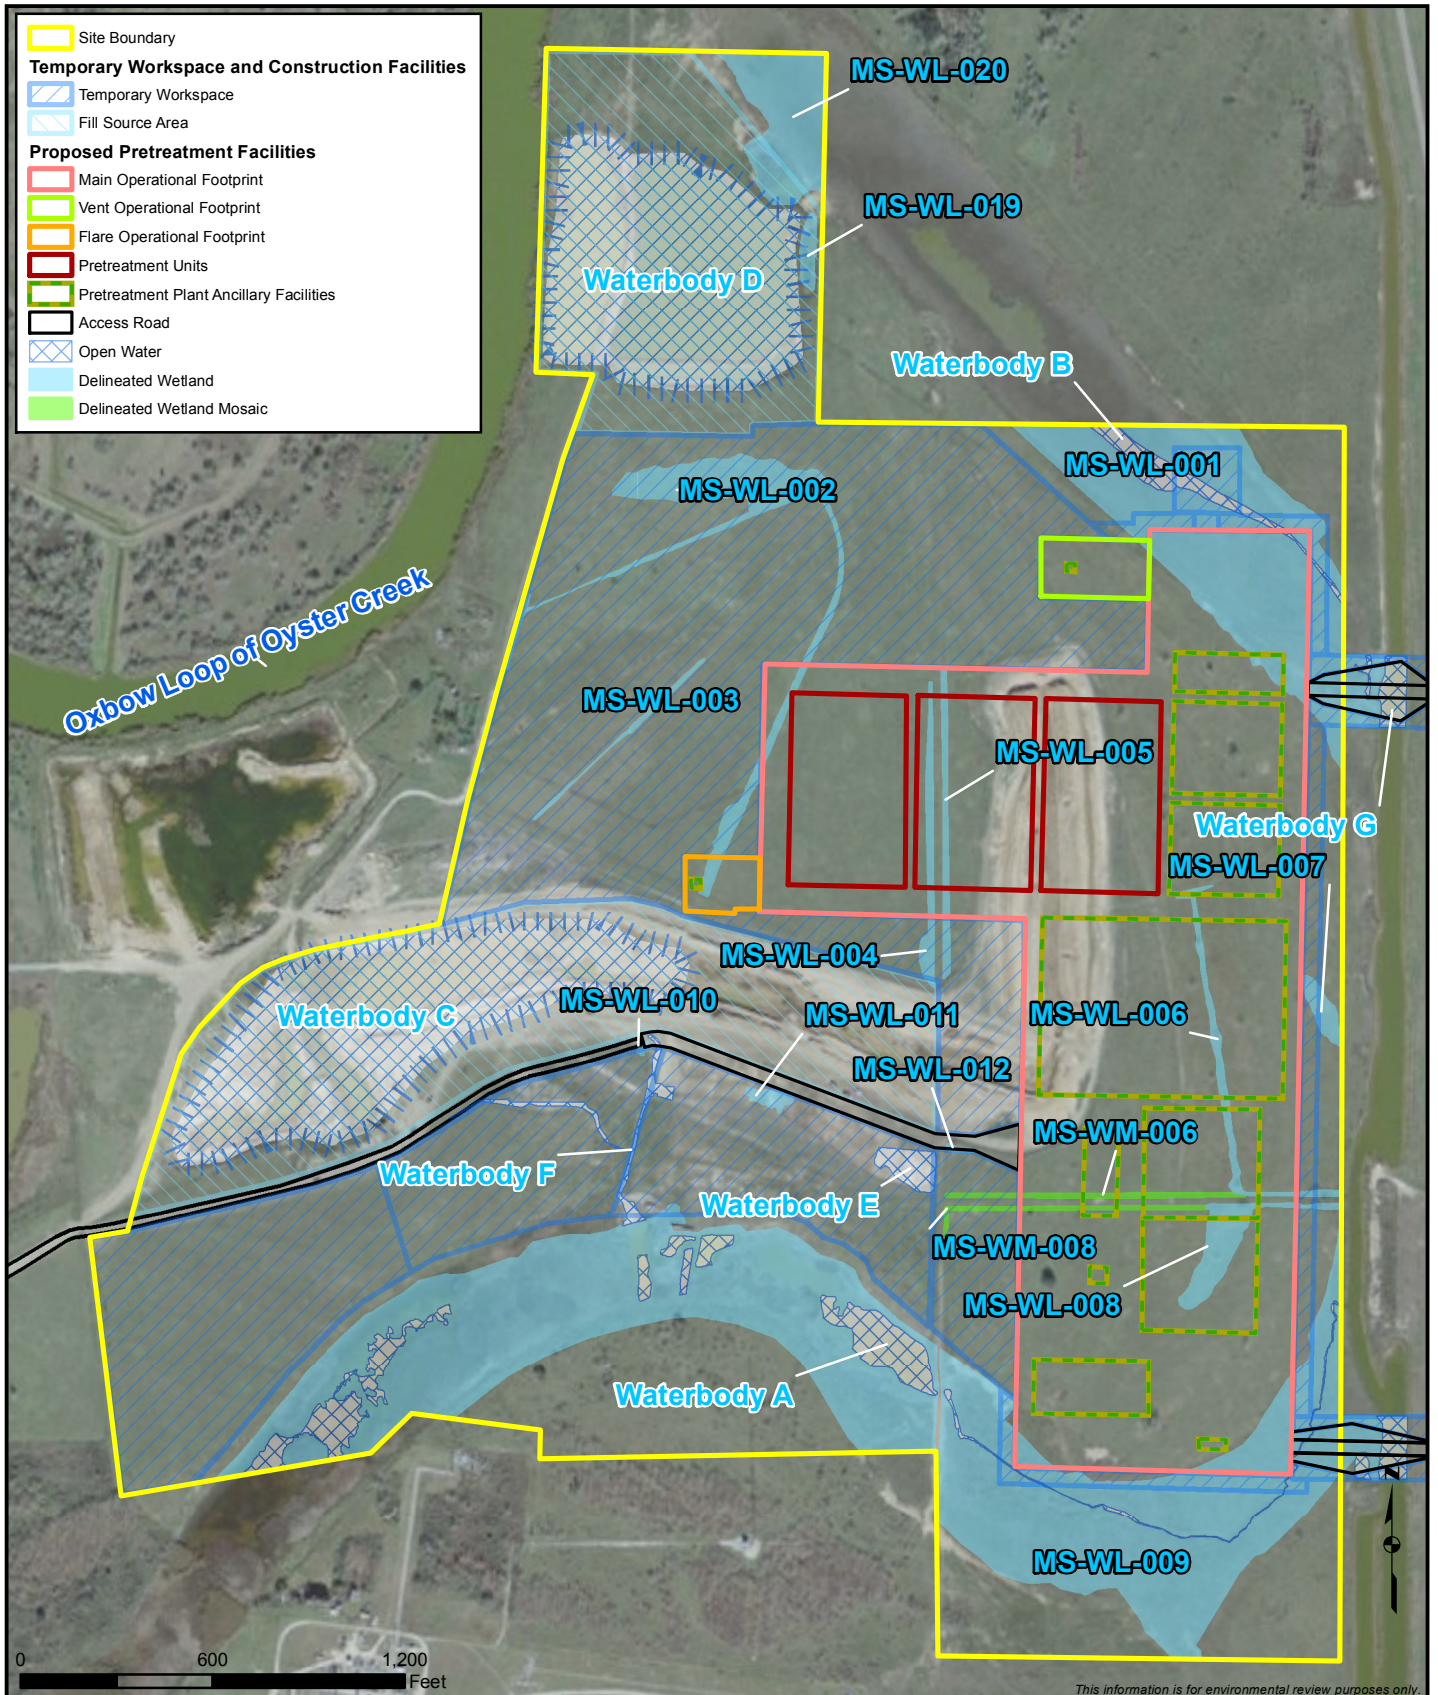 Site Boundary
Temporary Workspace and Construction Facilities
Temporary Workspace
Fill Source Area
Proposed Pretreatment Facilities
Main Operational Footprint
Vent Operational Footprint
Flare Operational Footprint
Pretreatment Units
Pretreatment Plant Ancillary Facilities
Access Road
Open Water
Delineated Wetland
Delineated Wetland Mosaic
MS-WL-020
MS-WL-019
Waterbody D
Waterbody B
MS-WL-001
MS-WL-002
Oxbow Loop of Oyster Creek
MS-WL-003
MS-WL-005
Waterbody G
MS-WL-007
MS-WL-004
MS-WL-010
Waterbody C
MS-WL-011
MS-WL-006
MS-WL-012
MS-WM-006
Waterbody F
Waterbody E
MS-WM-008
MS-WL-008
Waterbody A
MS-WL-009
N
0 600 1,200
Feet
This information is for environmental review purposes only.